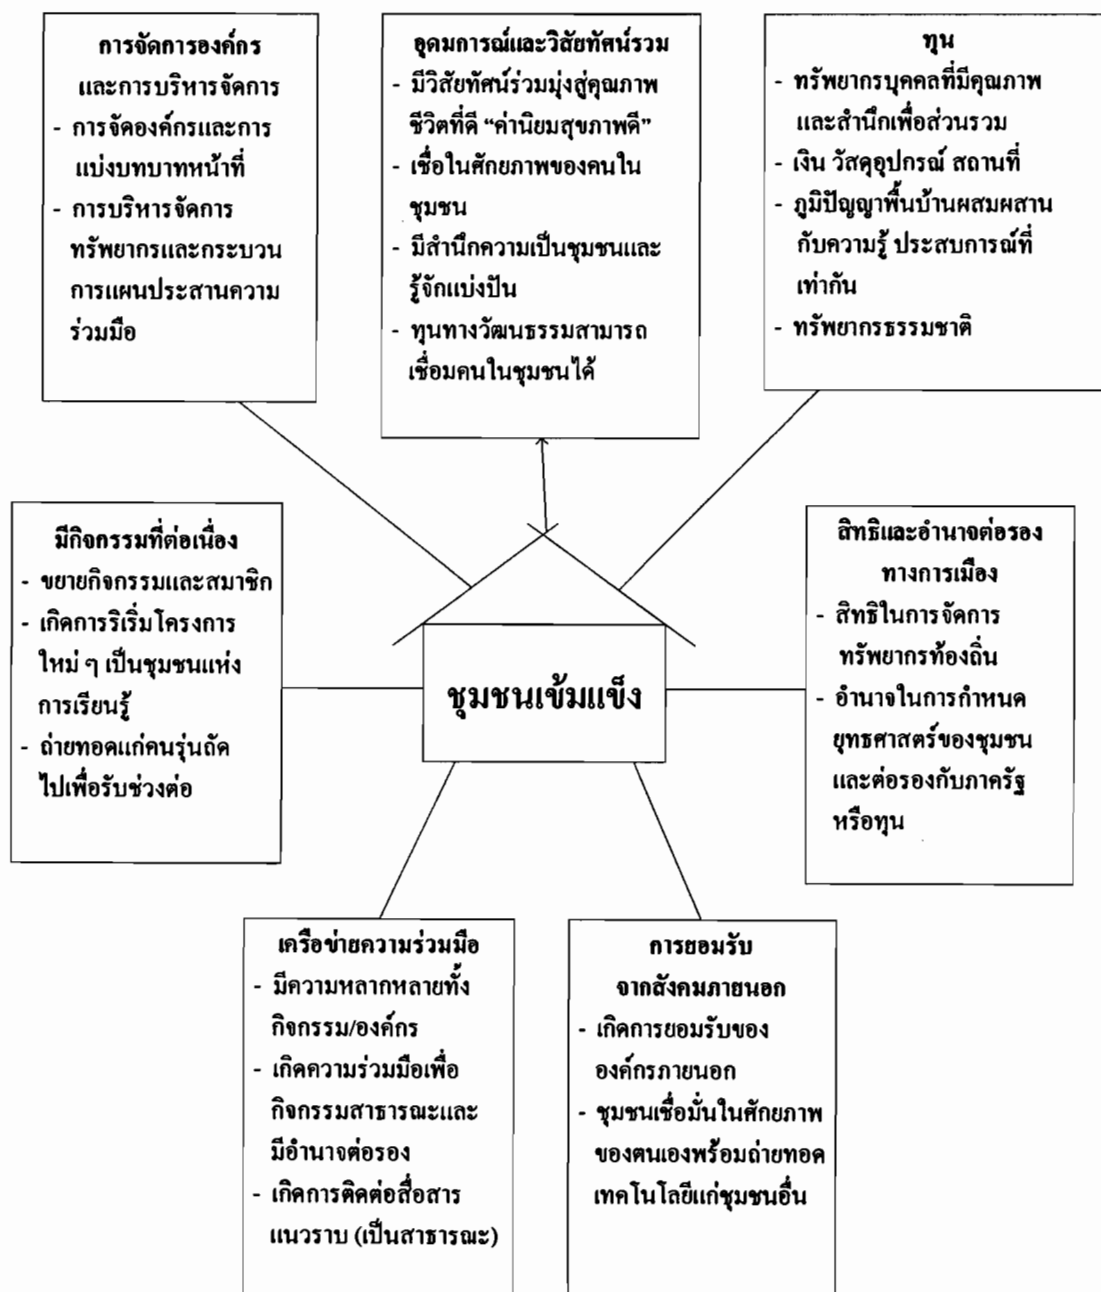 การจัดการองค์กร
และการบริหารจัดการ
- การจัดองค์กรและการ
แบ่งบทบาทหน้าที่
- การบริหารจัดการ
ทรัพยากรและกระบวน
การแผนประสานความ
ร่วมมือ
อุดมการณ์และวิสัยทัศน์รวม
- มีวิสัยทัศน์ร่วมมุ่งสู่คุณภาพ
ชีวิตที่ดี “ค่านิยมสุขภาพดี”
- เชื่อในศักยภาพของคนใน
ชุมชน
- มีสำนึกความเป็นชุมชนและ
รู้จักแบ่งปัน
- ทุนทางวัฒนธรรมสามารถ
เชื่อมคนในชุมชนได้
ทุน
- ทรัพยากรบุคคลที่มีคุณภาพ
และสำนึกเพื่อส่วนรวม
- เงิน วัสดุอุปกรณ์ สถานที่
- ภูมิปัญญาพื้นบ้านผสมผสาน
กับความรู้ ประสบการณ์ที่
เท่ากัน
- ทรัพยากรธรรมชาติ
มีกิจกรรมที่ต่อเนื่อง
- ขยายกิจกรรมและสมาชิก
- เกิดการริเริ่มโครงการ
ใหม่ ๆ เป็นชุมชนแห่ง
การเรียนรู้
- ถ่ายทอดแก่คนรุ่นถัด
ไปเพื่อรับช่วงต่อ
ชุมชนเข้มแข็ง
สิทธิและอำนาจต่อรอง
ทางการเมือง
- สิทธิในการจัดการ
ทรัพยากรท้องถิ่น
- อำนาจในการกำหนด
ยุทธศาสตร์ของชุมชน
และต่อรองกับภาครัฐ
หรือทุน
เครือข่ายความร่วมมือ
- มีความหลากหลายทั้ง
กิจกรรม/องค์กร
- เกิดความร่วมมือเพื่อ
กิจกรรมสาธารณะและ
มีอำนาจต่อรอง
- เกิดการติดต่อสื่อสาร
แนวราบ (เป็นสาธารณะ)
การยอมรับ
จากสังคมภายนอก
- เกิดการยอมรับของ
องค์กรภายนอก
- ชุมชนเชื่อมั่นในศักยภาพ
ของตนเองพร้อมถ่ายทอด
เทคโนโลยีแก่ชุมชนอื่น